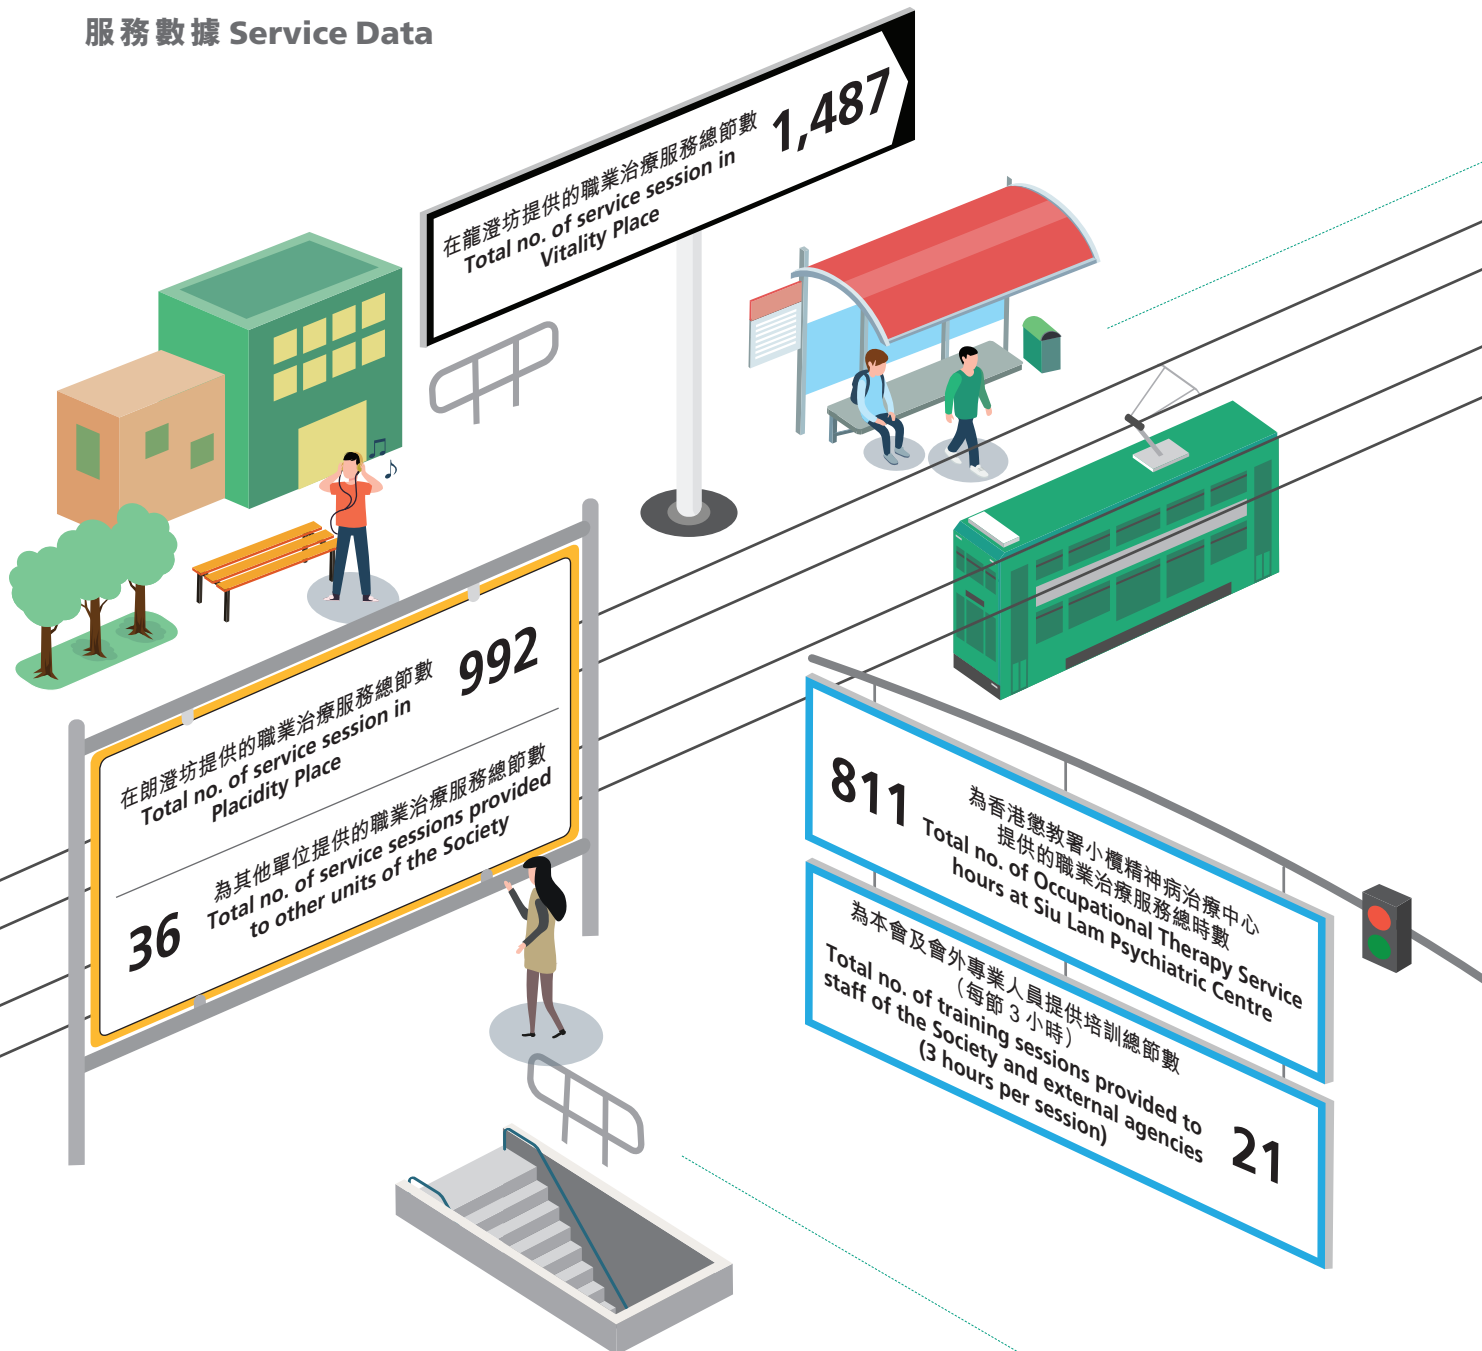 服務數據 Service Data
在龍澄坊提供的職業治療服務總節數
Total no. of service session in
Vitality Place
1,487
在朗澄坊提供的職業治療服務總節數
Total no. of service session in
Placidity Place
992
36
為其他單位提供的職業治療服務總節數
Total no. of service sessions provided
to other units of the Society
811
為香港懲教署小欖精神病治療中心
提供的職業治療服務總時數
Total no. of Occupational Therapy Service
hours at Siu Lam Psychiatric Centre
為本會及會外專業人員提供培訓總節數
（每節 3 小時）
Total no. of training sessions provided to
staff of the Society and external agencies
(3 hours per session)
21